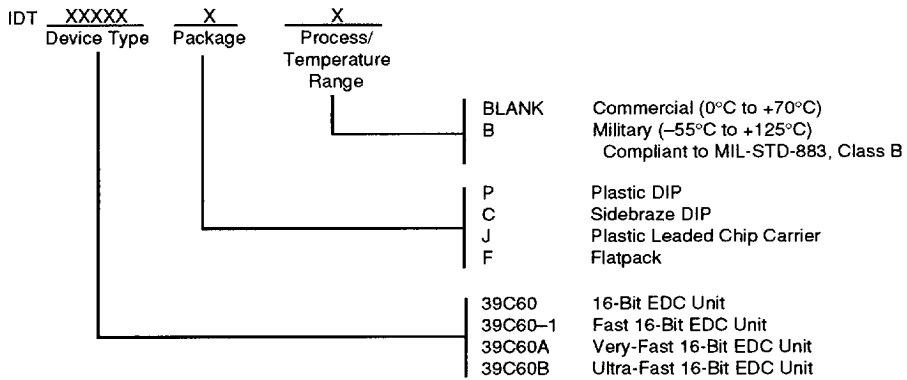 IDT XXXXX X X
Device Type Package Process/
Temperature
Range
BLANK Commercial (0°C to +70°C)
B Military (–55°C to +125°C)
Compliant to MIL-STD-883, Class B
P Plastic DIP
C Sidebraze DIP
J Plastic Leaded Chip Carrier
F Flatpack
39C60 16-Bit EDC Unit
39C60–1 Fast 16-Bit EDC Unit
39C60A Very-Fast 16-Bit EDC Unit
39C60B Ultra-Fast 16-Bit EDC Unit